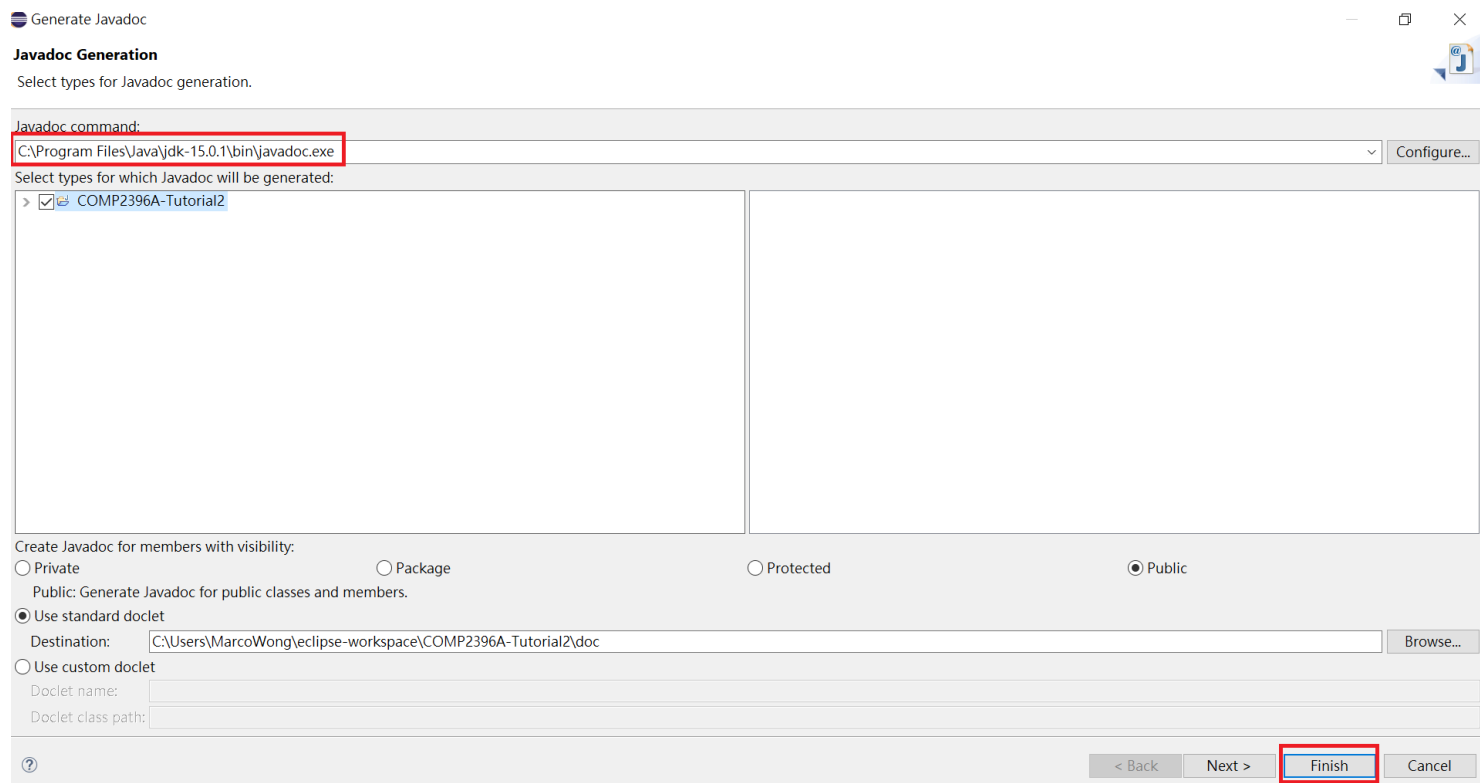 Generate Javadoc
Javadoc Generation
Select types for Javadoc generation.
Javadoc command:
C:\Program Files\Java\jdk-15.0.1\bin\javadoc.exe Configure...
Select types for which Javadoc will be generated:
COMP2396A-Tutorial2
Create Javadoc for members with visibility:
Private Package Protected Public
Public: Generate Javadoc for public classes and members.
Use standard doclet
Destination: C:\Users\MarcoWong\eclipse-workspace\COMP2396A-Tutorial2\doc Browse...
Use custom doclet
Doclet name:
Doclet class path:
< Back Next > Finish Cancel